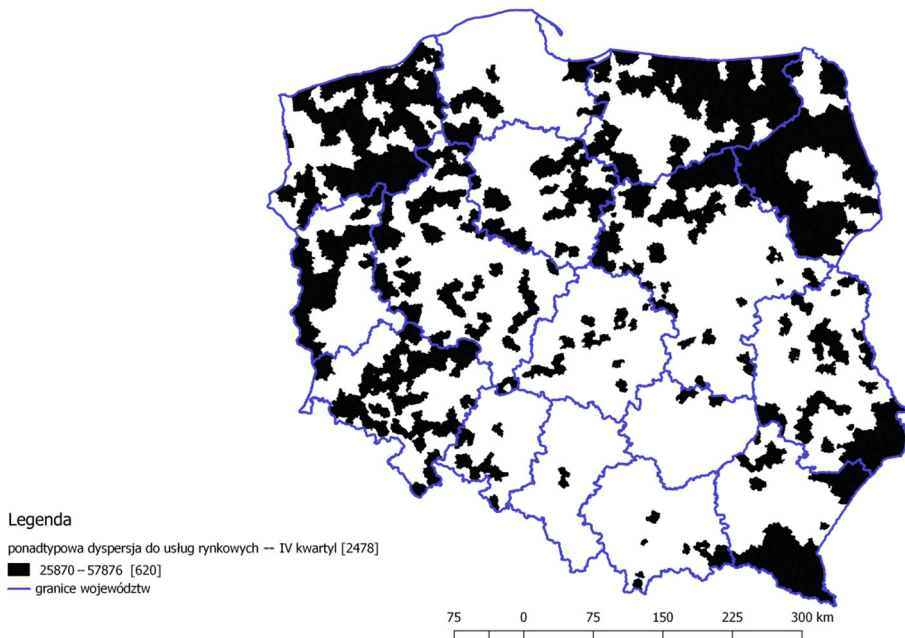 Legenda
ponadtypowa dyspersja do usług rynkowych -- IV kwartyl [2478]
25870 – 57876 [620]
granice województw
75 0 75 150 225 300 km